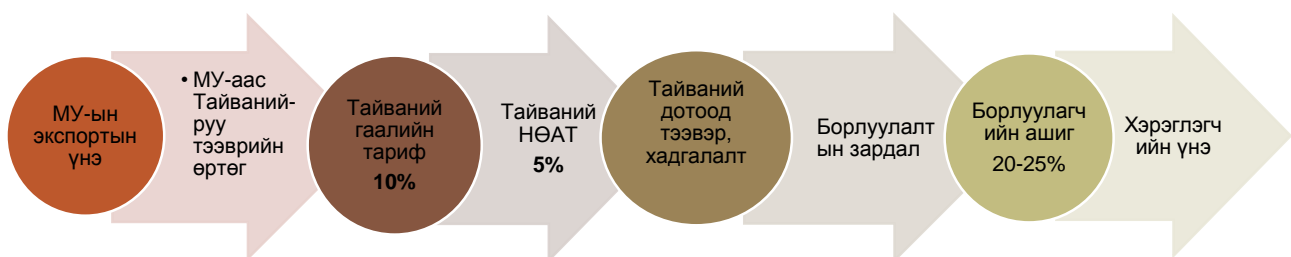 МУ-ын
экспортын
үнэ
• МУ-аас
Тайваний-
руу
тээврийн
өртөг
Тайваний
гаалийн
тариф
10%
Тайваний
НӨАТ
5%
Тайваний
дотоод
тээвэр,
хадгалалт
Борлуулалт
ын зардал
Борлуулагч
ийн ашиг
20-25%
Хэрэглэгч
ийн үнэ